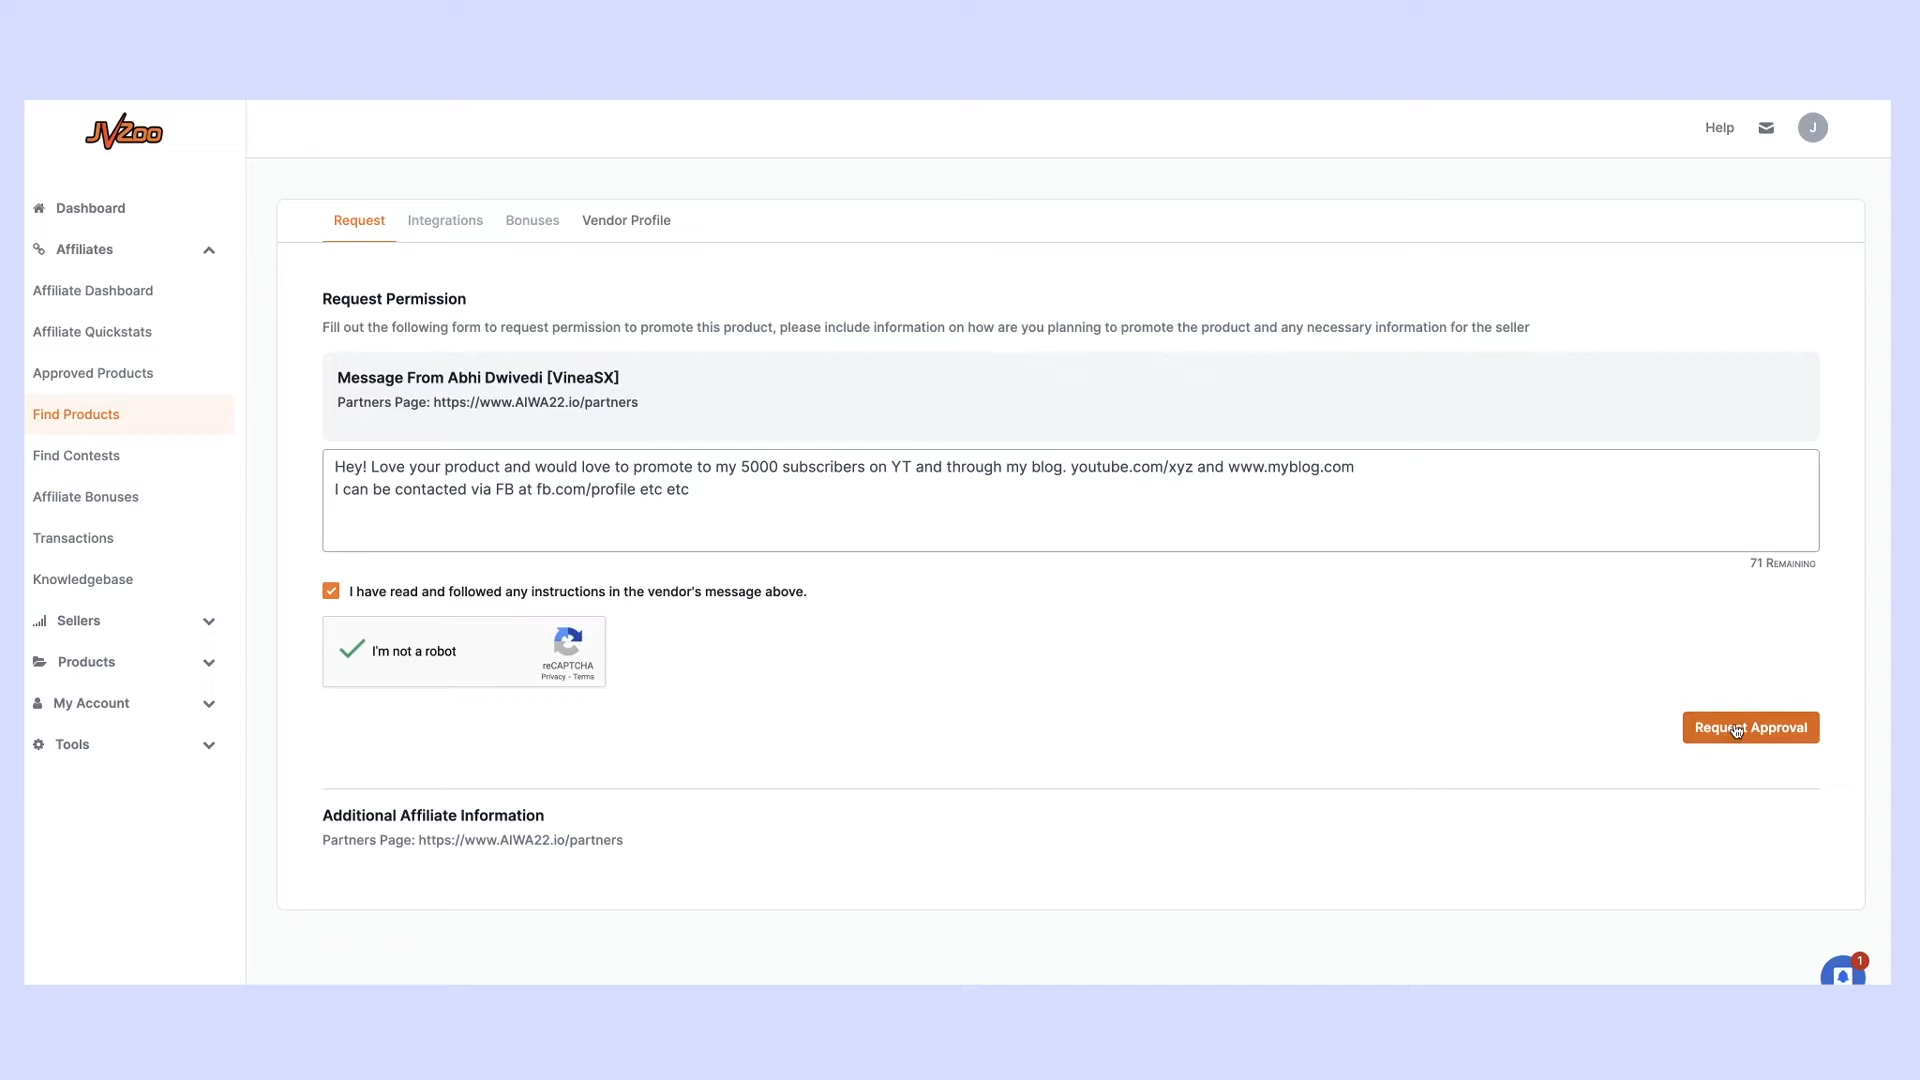 JVZoo
Help
J
Dashboard
Affiliates
Affiliate Dashboard
Affiliate Quickstats
Approved Products
Find Products
Find Contests
Affiliate Bonuses
Transactions
Knowledgebase
Sellers
Products
My Account
Tools
Request Integrations Bonuses Vendor Profile
Request Permission
Fill out the following form to request permission to promote this product, please include information on how are you planning to promote the product and any necessary information for the seller
Message From Abhi Dwivedi [VineaSX]
Partners Page: https://www.AIWA22.io/partners
Hey! Love your product and would love to promote to my 5000 subscribers on YT and through my blog. youtube.com/xyz and www.myblog.com
I can be contacted via FB at fb.com/profile etc etc
71 REMAINING
I have read and followed any instructions in the vendor's message above.
I'm not a robot
reCAPTCHA
Privacy - Terms
Request Approval
Additional Affiliate Information
Partners Page: https://www.AIWA22.io/partners
1